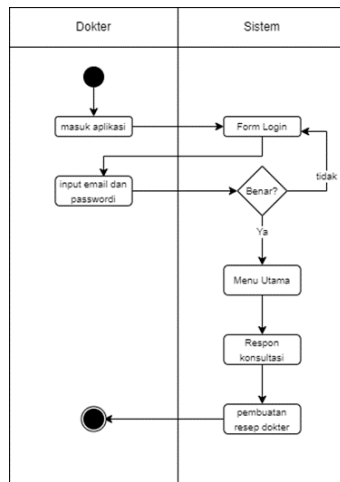 Dokter
Sistem
masuk aplikasi
Form Login
input email dan
passwordi
Benar?
tidak
Ya
Menu Utama
Respon
konsultasi
pembuatan
resep dokter